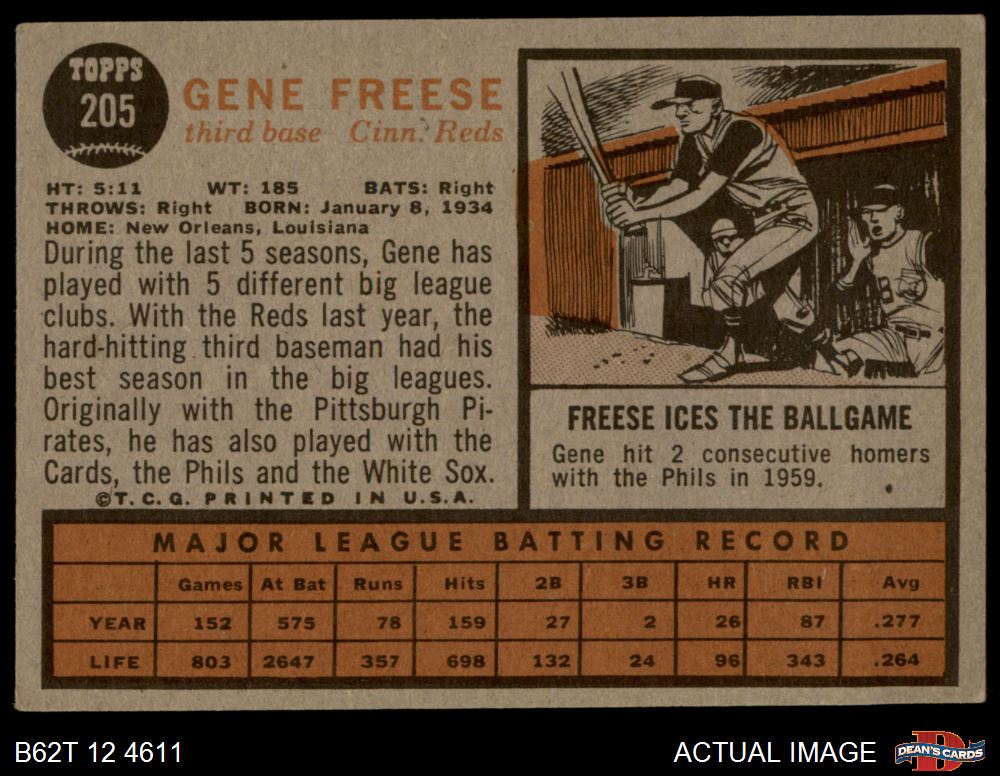 TOPPS
205
GENE FREESE
third base Cinn. Reds
HT: 5:11 WT: 185 BATS: Right
THROWS: Right BORN: January 8, 1934
HOME: New Orleans, Louisiana
During the last 5 seasons, Gene has
played with 5 different big league
clubs. With the Reds last year, the
hard-hitting third baseman had his
best season in the big leagues.
Originally with the Pittsburgh Pi-
rates, he has also played with the
Cards, the Phils and the White Sox.
©T.C.G. PRINTED IN U.S.A.
FREESE ICES THE BALLGAME
Gene hit 2 consecutive homers
with the Phils in 1959.
MAJOR LEAGUE BATTING RECORD
Games At Bat Runs Hits 2B 3B HR RBI Avg
YEAR 152 575 78 159 27 2 26 87 .277
LIFE 803 2647 357 698 132 24 96 343 .264
B62T 12 4611
ACTUAL IMAGE
D
DEAN'S CARDS